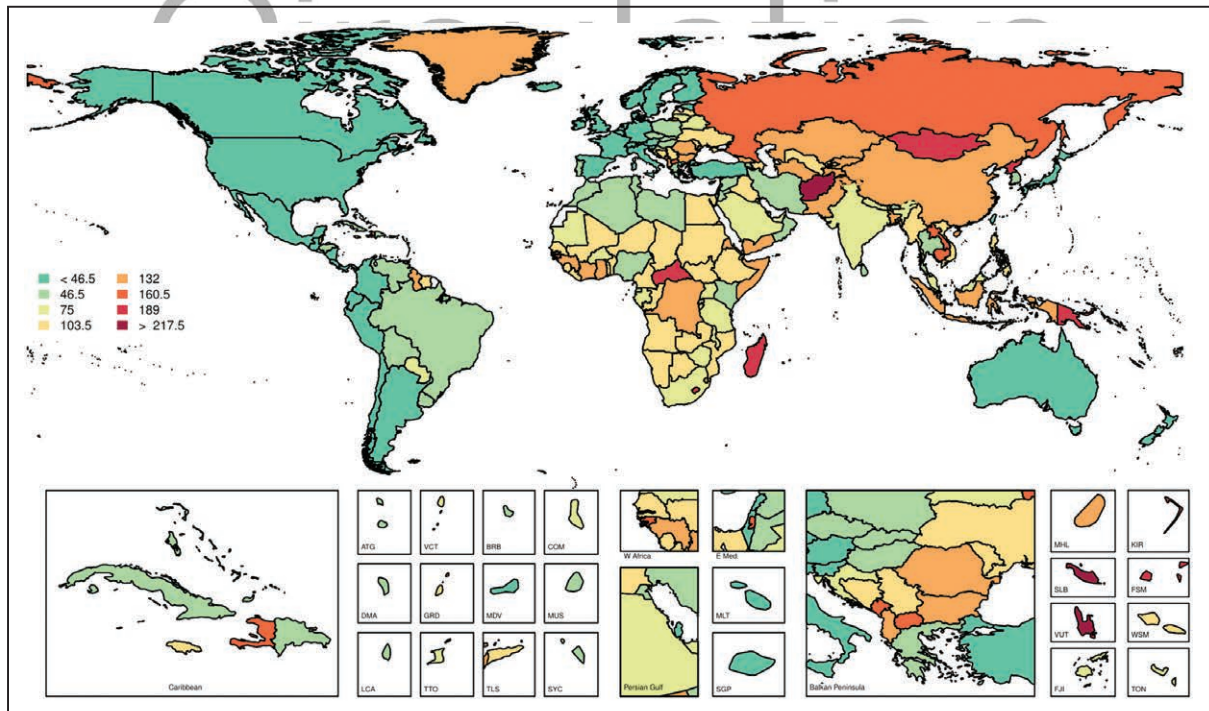 Circulation
< 46.5 132
46.5 160.5
75 189
103.5 > 217.5
ATG VCT BRB COM
W Africa E Med.
MHL KIR
DMA GRD MDV MUS
MLT
SLB FSM
VUT WSM
Caribbean
LCA TTO TLS SYC
Persian Gulf SGP
Balkan Peninsula
FJI TON